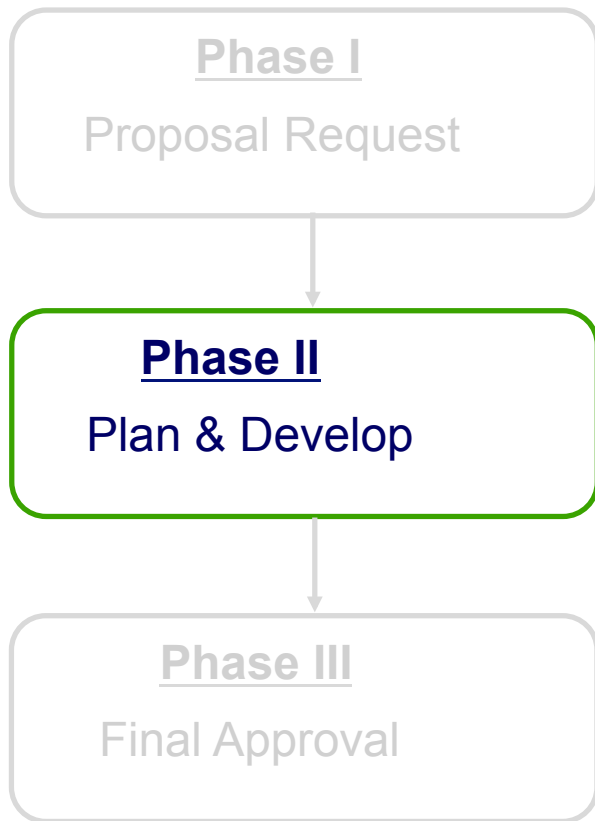 Phase I
Proposal Request
Phase II
Plan & Develop
Phase III
Final Approval